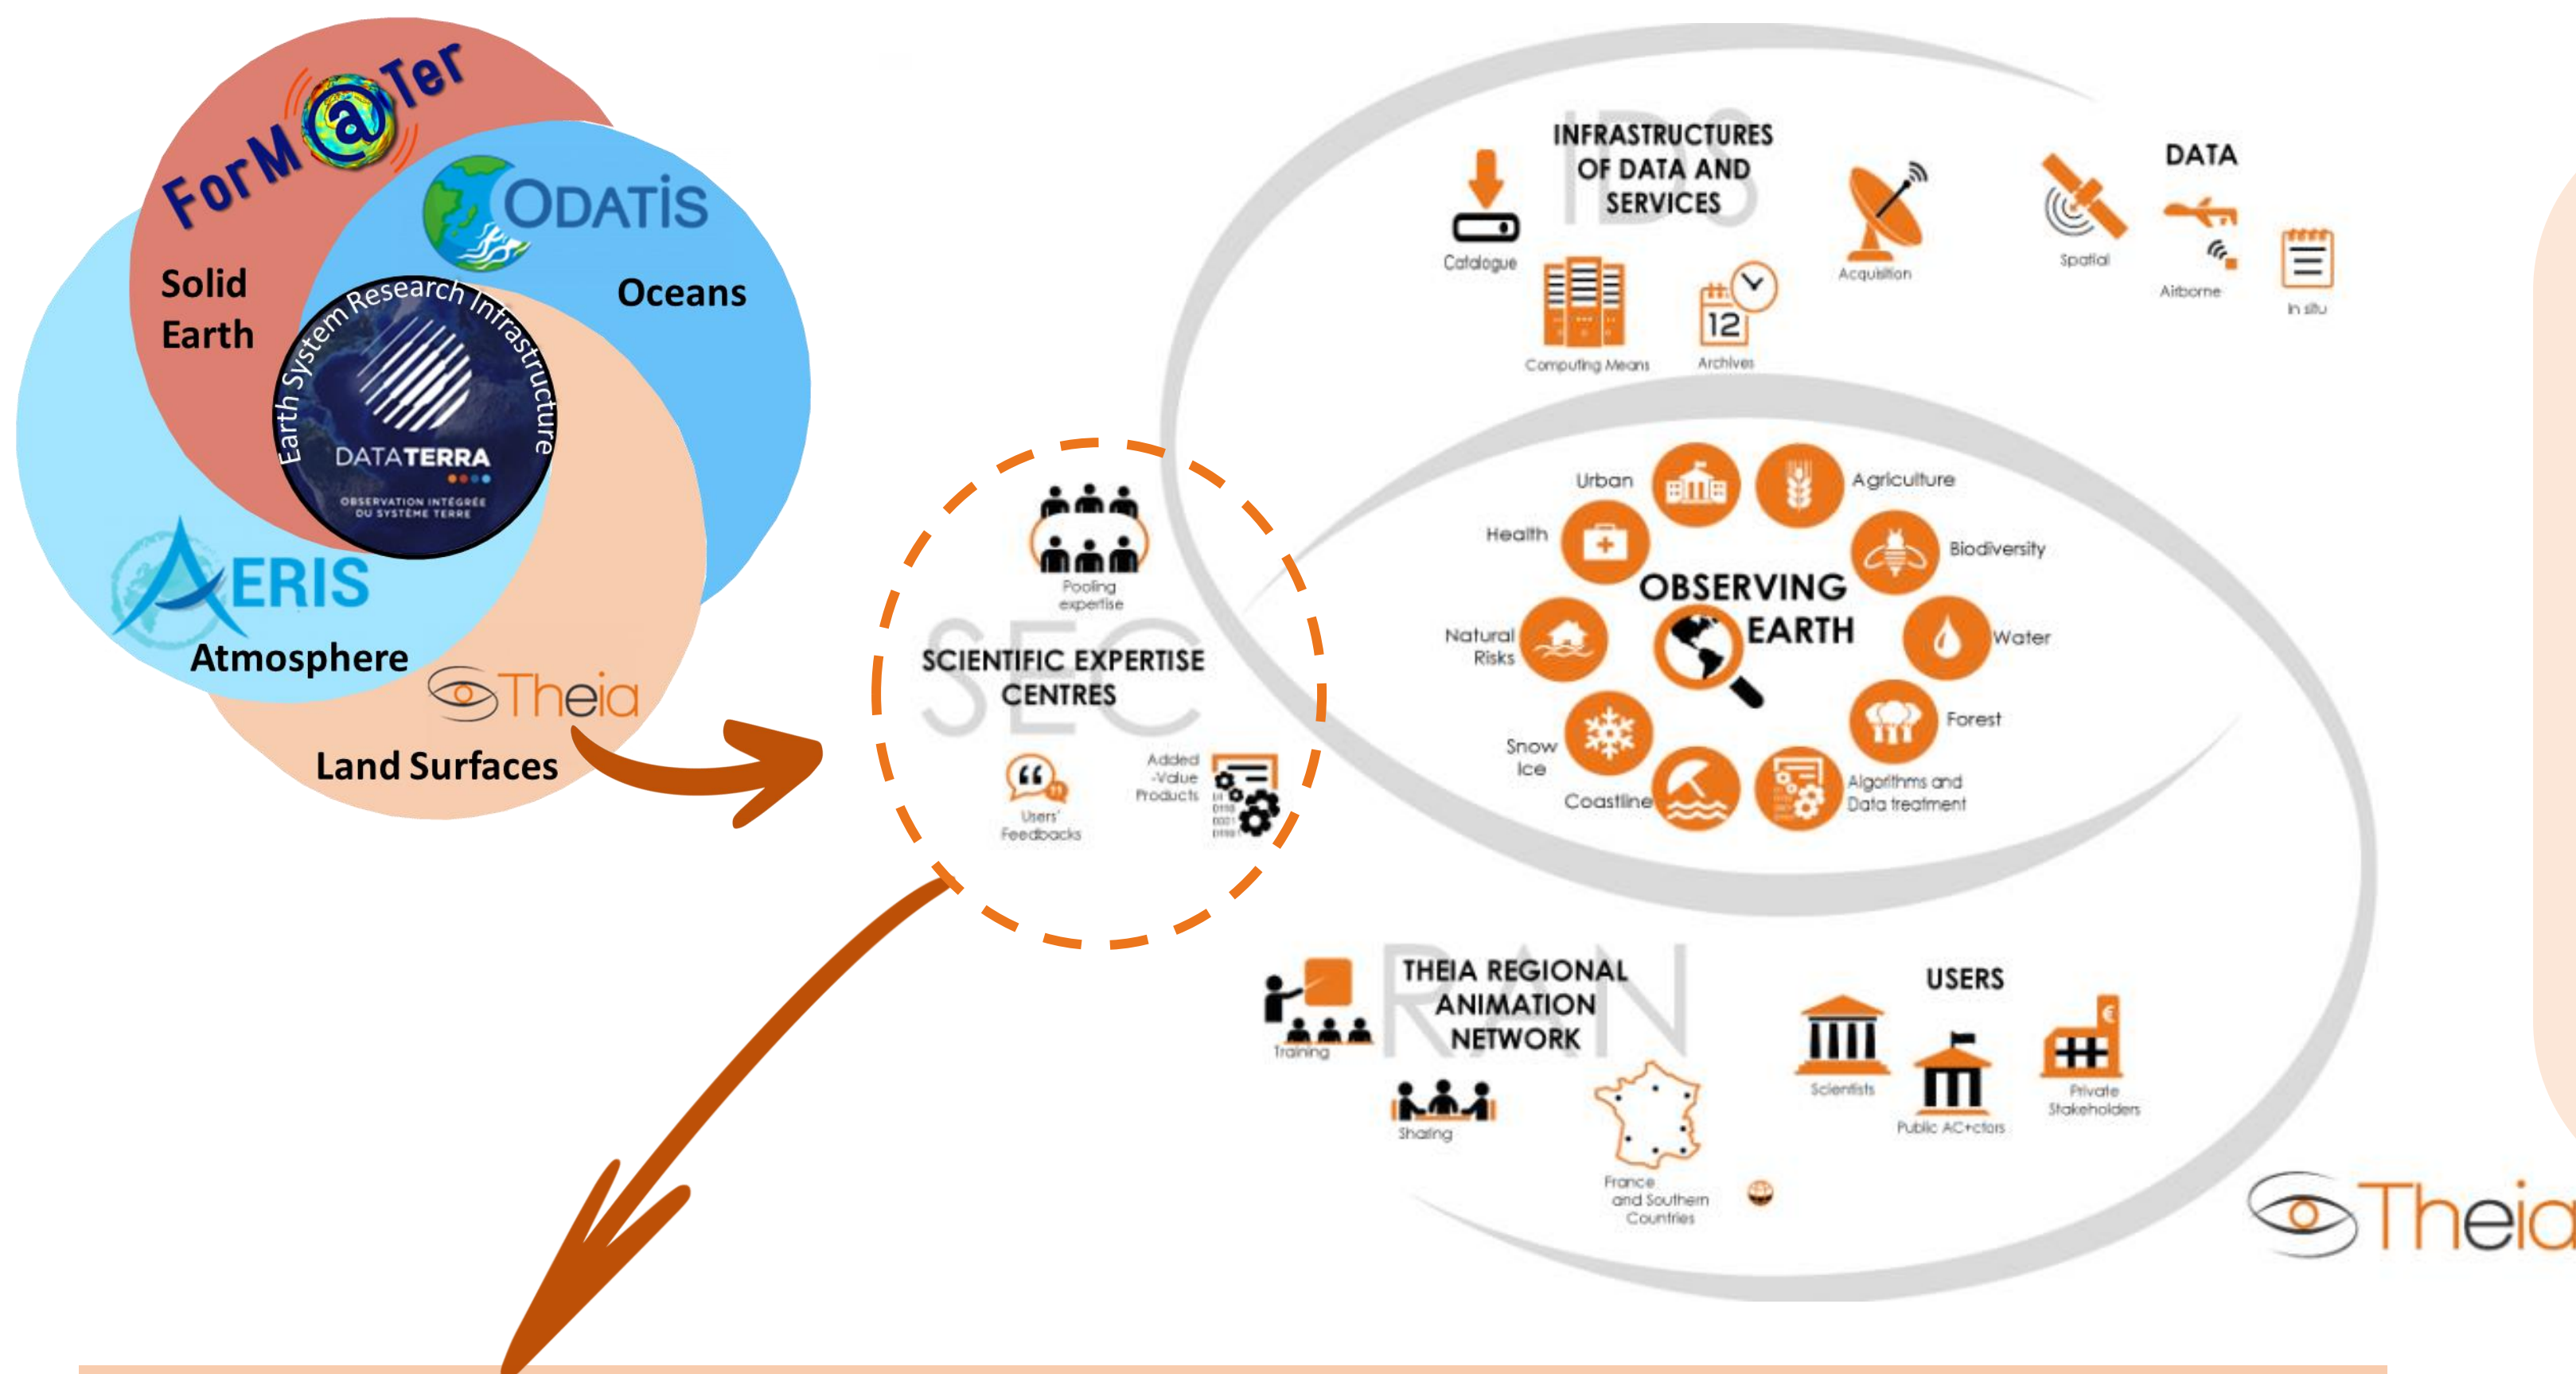 ForM@Ter
Solid
Earth
ODATIS
Oceans
Earth System Research Infrastructure
DATATERRA
OBSERVATION INTÉGRÉE
DU SYSTÈME TERRE
AERIS
Atmosphere
Theia
Land Surfaces
Pooling
expertise
SEC
SCIENTIFIC EXPERTISE
CENTRES
Users'
Feedbacks
Added
-Value
Products
IDS
INFRASTRUCTURES
OF DATA AND
SERVICES
Catalogue
Computing Means
12
Archives
Acquisition
DATA
Spatial
Airborne
In situ
OBSERVING
EARTH
Urban
Agriculture
Health
Biodiversity
Natural
Risks
Water
Snow
Ice
Forest
Coastline
Algorithms and
Data treatment
RAN
THEIA REGIONAL
ANIMATION
NETWORK
Training
Sharing
France
and Southern
Countries
USERS
Scientists
Public AC+ctors
€
Private
Stakeholders
Theia